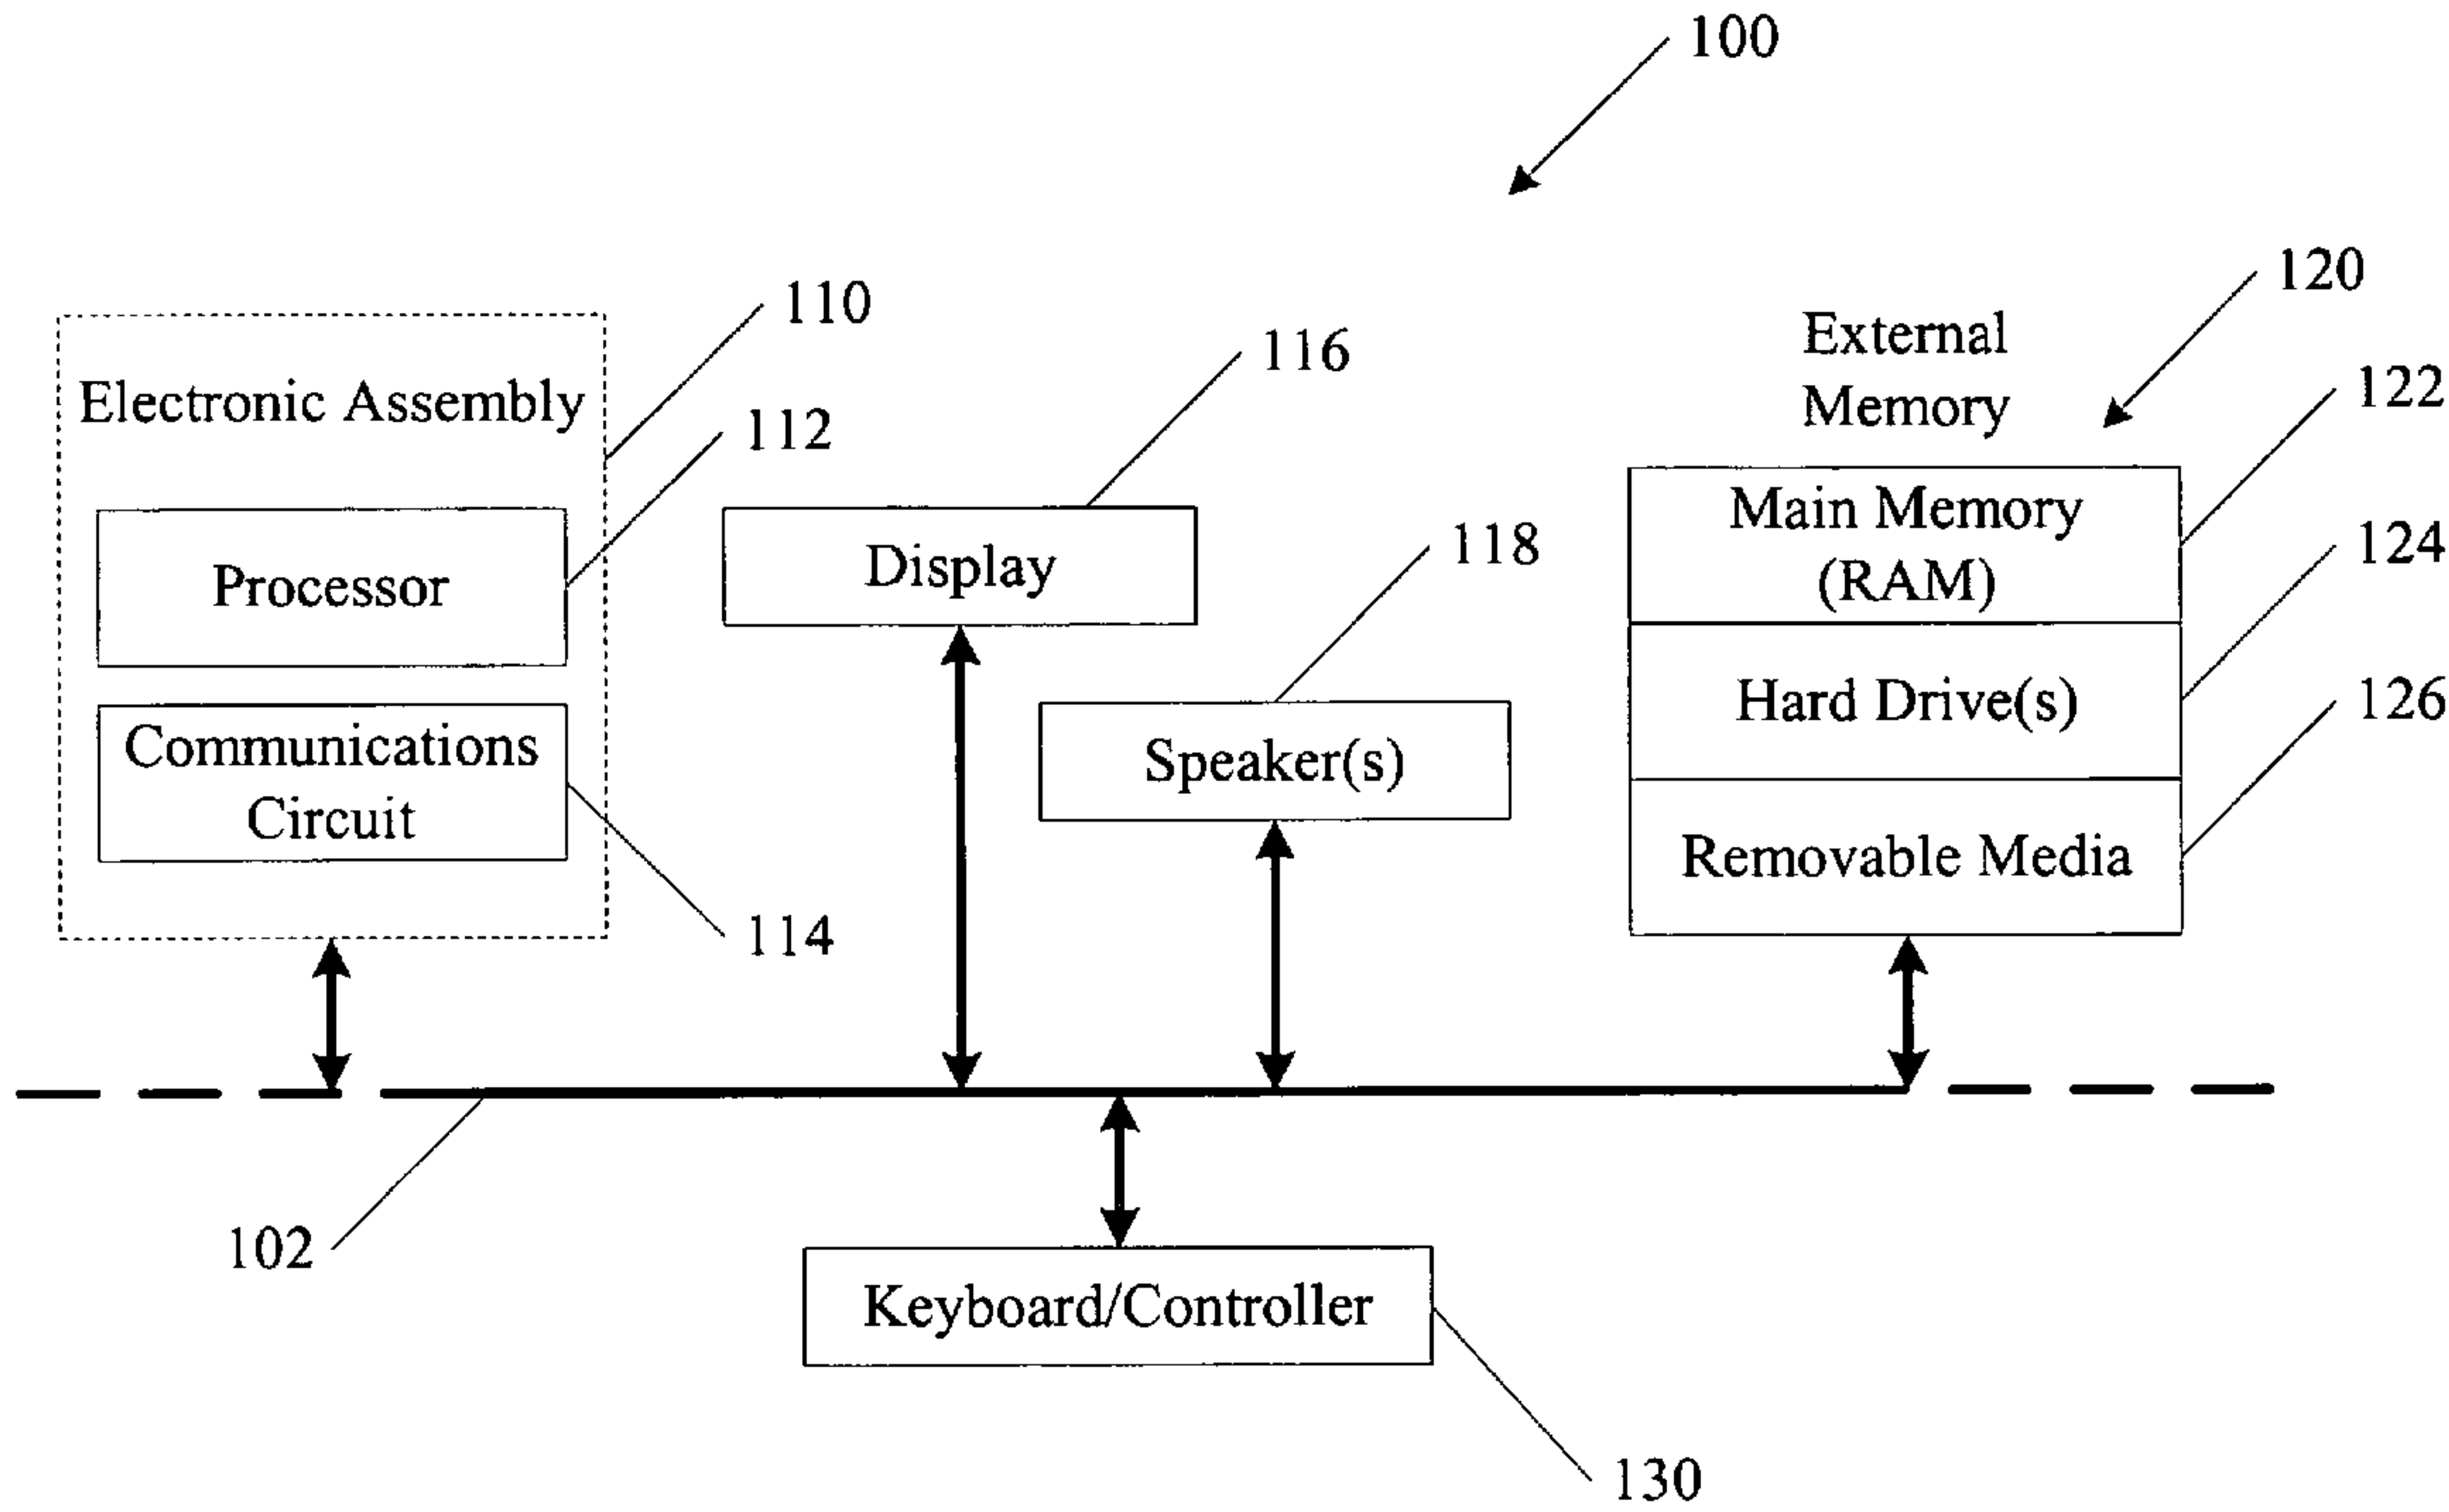 100
120
External
Memory
110
116
122
Electronic Assembly
112
Main Memory
(RAM)
124
118
Display
Processor
Hard Drive(s)
126
Communications
Circuit
Speaker(s)
Removable Media
114
102
Keyboard/Controller
130